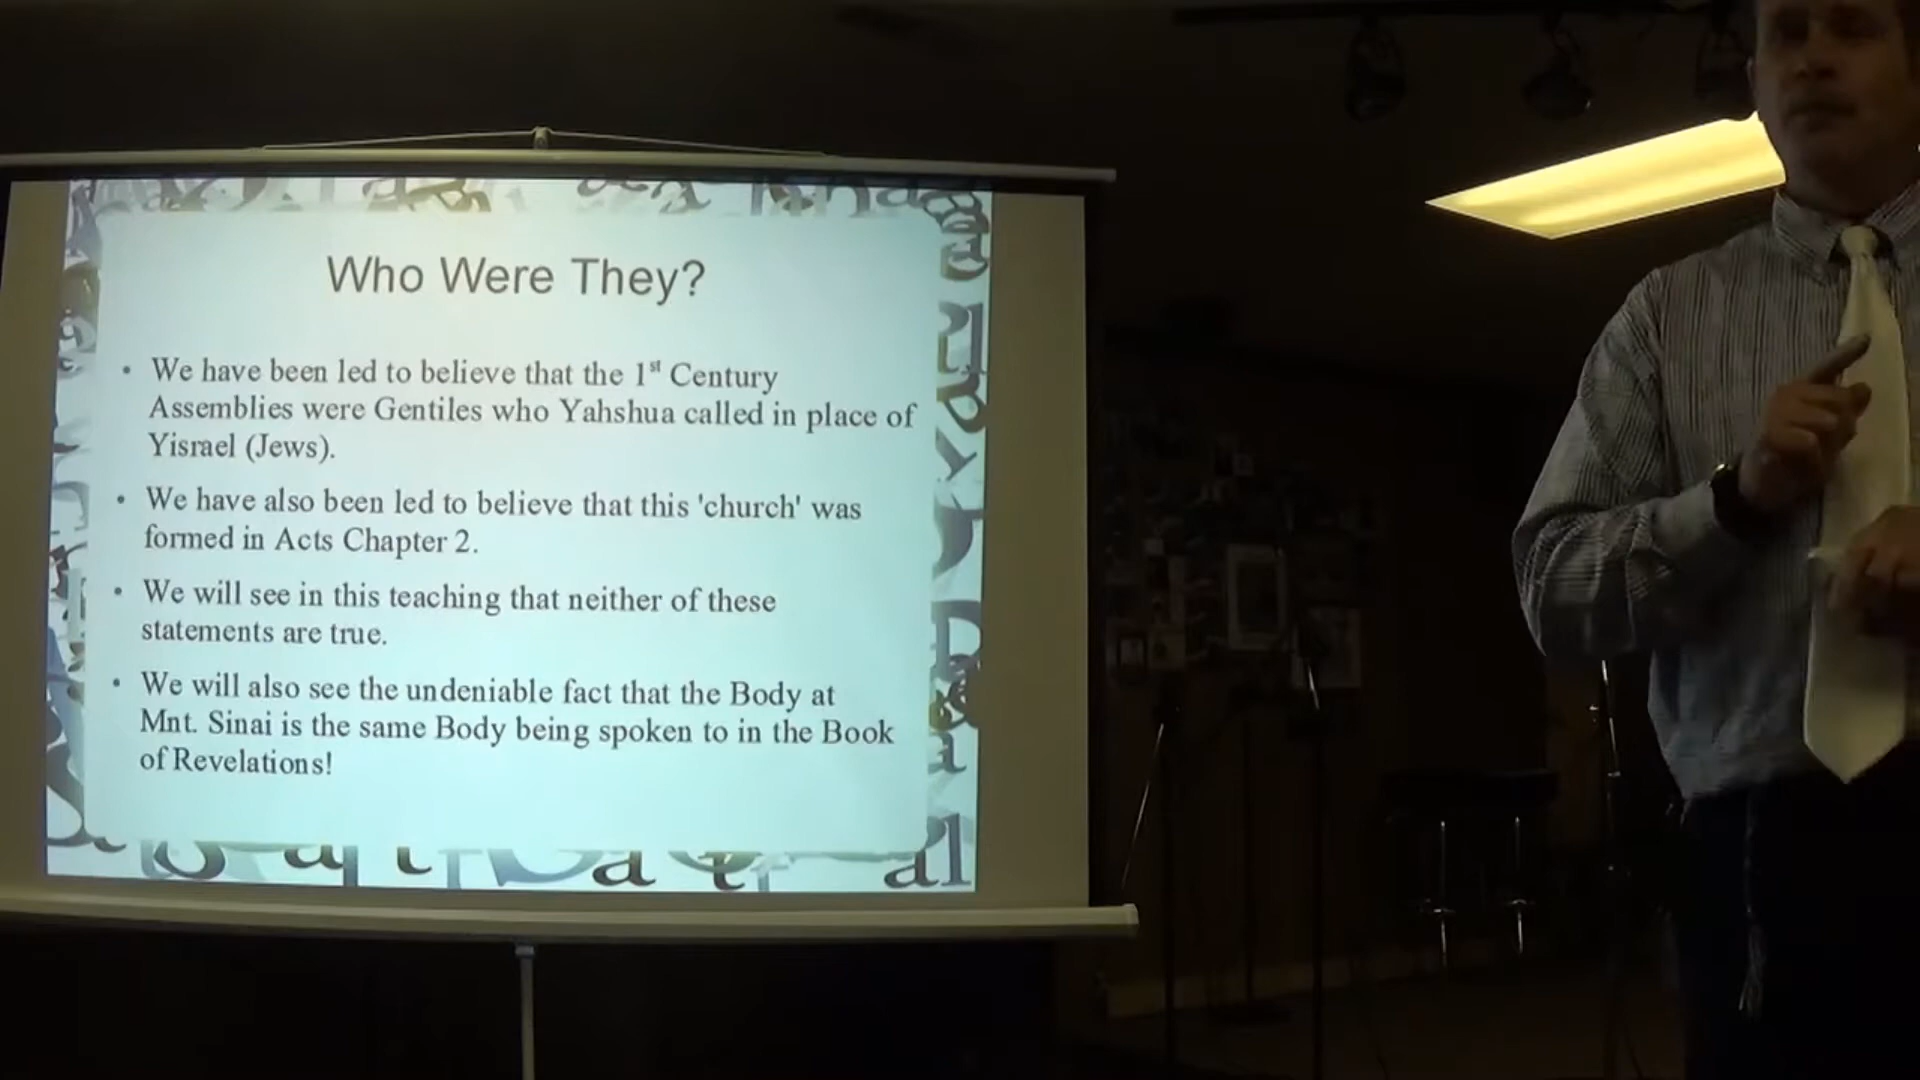 Who Were They?
• We have been led to believe that the 1st Century
Assemblies were Gentiles who Yahshua called in place of
Yisrael (Jews).
• We have also been led to believe that this 'church' was
formed in Acts Chapter 2.
• We will see in this teaching that neither of these
statements are true.
• We will also see the undeniable fact that the Body at
Mnt. Sinai is the same Body being spoken to in the Book
of Revelations!